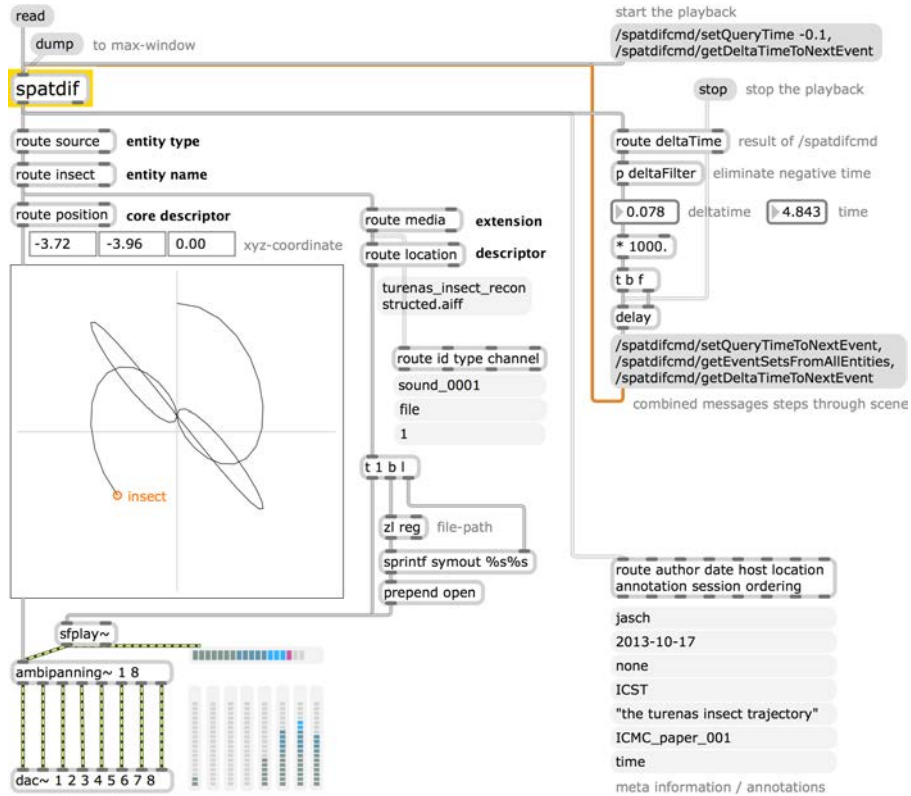 read
dump to max-window
spatdif
route source entity type
route insect entity name
route position core descriptor
-3.72 -3.96 0.00 xyz-coordinate
insect
route media extension
route location descriptor
turenas_insect_recon
structed.aiff
route id type channel
sound_0001
file
1
t 1 b l
zl reg file-path
sprintf symout %s%s
prepend open
sfplay~
ambipanning~ 1 8
dac~ 1 2 3 4 5 6 7 8
start the playback
/spatdifcmd/setQueryTime -0.1,
/spatdifcmd/getDeltaTimeToNextEvent
stop stop the playback
route deltaTime result of /spatdifcmd
p deltaFilter eliminate negative time
0.078 deltatime 4.843 time
* 1000.
t b f
delay
/spatdifcmd/setQueryTimeToNextEvent,
/spatdifcmd/getEventSetsFromAllEntities,
/spatdifcmd/getDeltaTimeToNextEvent
combined messages steps through scene
route author date host location
annotation session ordering
jasch
2013-10-17
none
ICST
"the turenas insect trajectory"
ICMC_paper_001
time
meta information / annotations